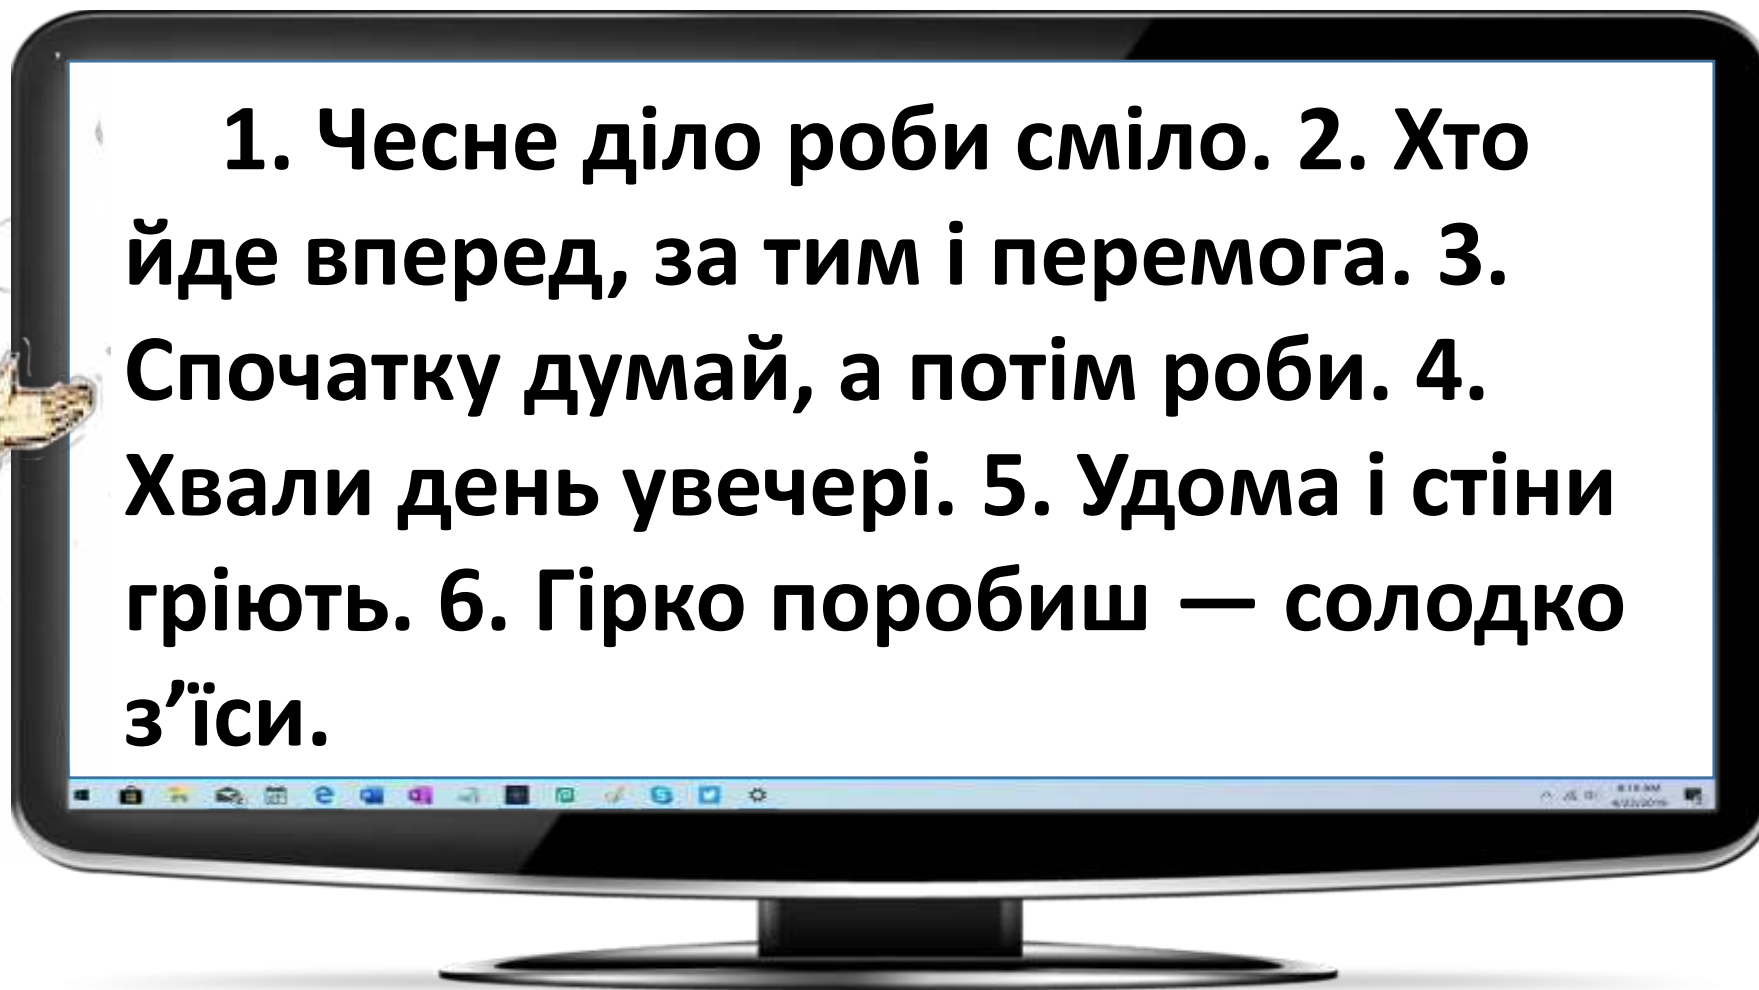 1. Чесне діло роби сміло. 2. Хто
йде вперед, за тим і перемога. 3.
Спочатку думай, а потім роби. 4.
Хвали день увечері. 5. Удома і стіни
гріють. 6. Гірко поробиш — солодко
з’їси.